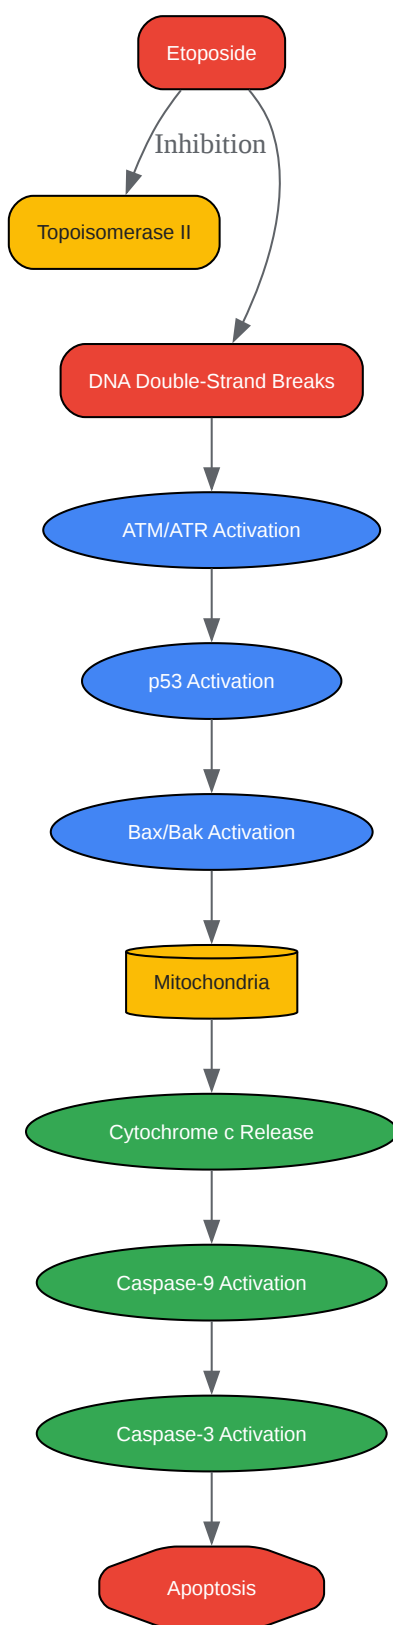 Etoposide
Inhibition
Topoisomerase II
DNA Double-Strand Breaks
ATM/ATR Activation
p53 Activation
Bax/Bak Activation
Mitochondria
Cytochrome c Release
Caspase-9 Activation
Caspase-3 Activation
Apoptosis